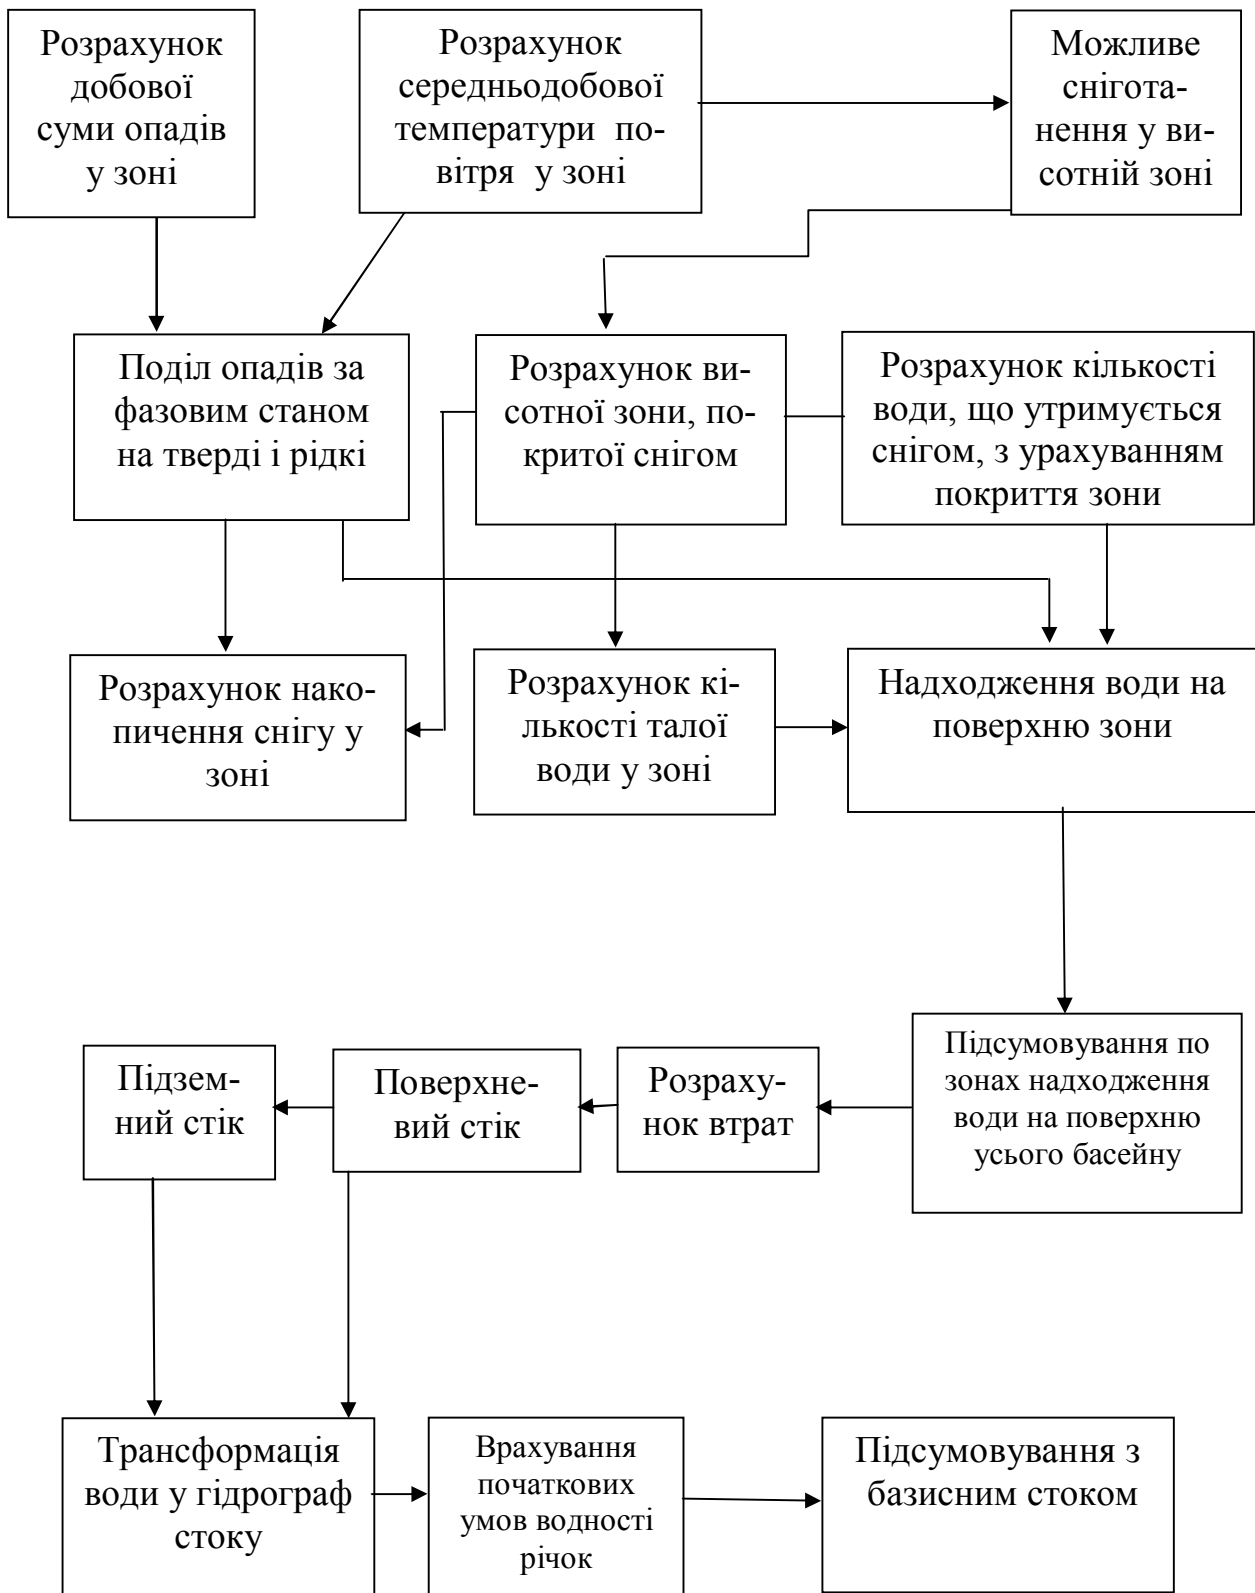 Розрахунок
добової
суми опадів
у зоні
Розрахунок
середньодобової
температури по-
вітря у зоні
Можливе
снігота-
нення у ви-
сотній зоні
Поділ опадів за
фазовим станом
на тверді і рідкі
Розрахунок ви-
сотної зони, по-
критої снігом
Розрахунок кількості
води, що утримується
снігом, з урахуванням
покриття зони
Розрахунок нако-
пичення снігу у
зоні
Розрахунок кі-
лькості талої
води у зоні
Надходження води на
поверхню зони
Підзем-
ний стік
Поверхне-
вий стік
Розраху-
нок втрат
Підсумовування по
зонах надходження
води на поверхню
усього басейну
Трансформація
води у гідрограф
стоку
Врахування
початкових
умов водності
річок
Підсумовування з
базисним стоком